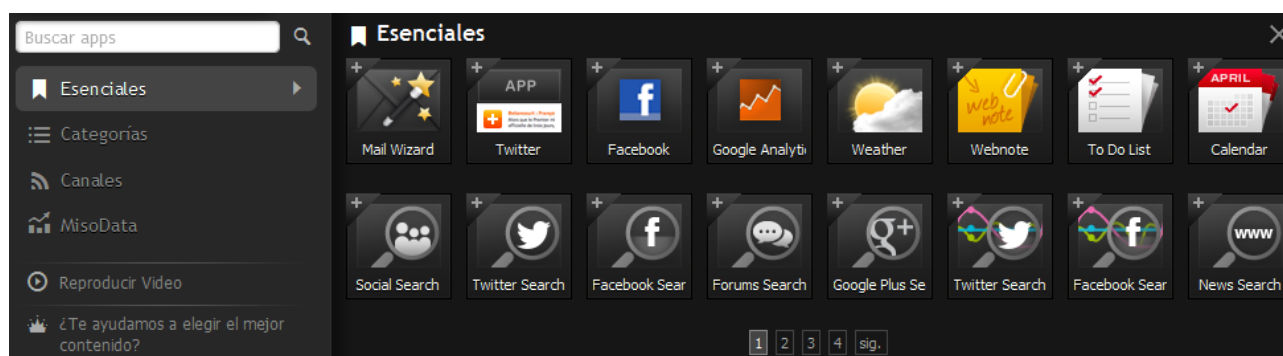 Buscar apps
Esenciales
Categorías
Canales
MisoData
Reproducir Video
¿Te ayudamos a elegir el mejor
contenido?
Esenciales
APP
APRIL
web
note
Mail Wizard
Twitter
Facebook
Google Analyti
Weather
Webnote
To Do List
Calendar
www
Social Search
Twitter Search
Facebook Sear
Forums Search
Google Plus Se
Twitter Search
Facebook Sear
News Search
1 2 3 4 sig.